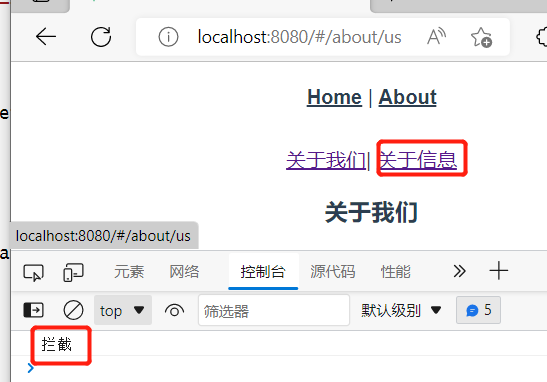 localhost:8080/#/about/us
Home | About
关于我们| 关于信息
关于我们
localhost:8080/#/about/us
元素 网络 控制台 源代码 性能
top 筛选器 默认级别 5
拦截